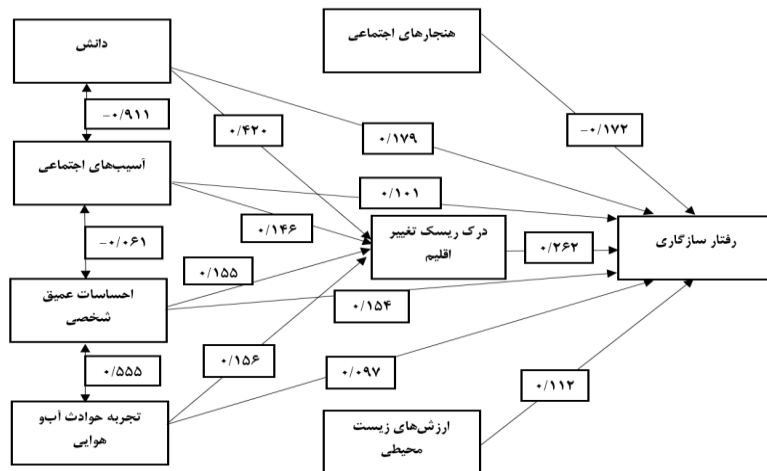 دانش
هنجارهای اجتماعی
-۰/۹۱۱
۰/۴۲۰
۰/۱۷۹
-۰/۱۷۲
آسیب‌های اجتماعی
۰/۱۰۱
۰/۱۴۶
درک ریسک تغییر
اقلیم
۰/۲۶۲
رفتار سازگاری
-۰/۰۶۱
۰/۱۵۵
احساسات عمیق
شخصی
۰/۱۵۴
۰/۱۵۶
۰/۰۹۷
۰/۵۵۵
۰/۱۱۲
تجربه حوادث آب‌و
هوایی
ارزش‌های زیست
محیطی